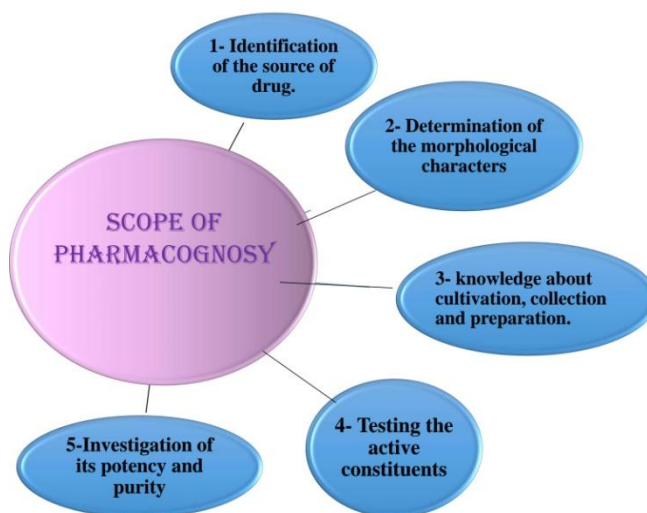 SCOPE OF
PHARMACOGNOSY
1- Identification
of the source of
drug.
2- Determination of
the morphological
characters
3- knowledge about
cultivation, collection
and preparation.
4- Testing the
active
constituents
5-Investigation of
its potency and
purity